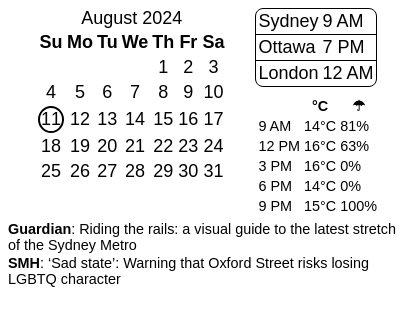 August 2024
Su Mo Tu We Th Fr Sa
1 2 3
4 5 6 7 8 9 10
11 12 13 14 15 16 17
18 19 20 21 22 23 24
25 26 27 28 29 30 31
Sydney 9 AM
Ottawa 7 PM
London 12 AM
°C ☂
9 AM 14°C 81%
12 PM 16°C 63%
3 PM 16°C 0%
6 PM 14°C 0%
9 PM 15°C 100%
Guardian: Riding the rails: a visual guide to the latest stretch
of the Sydney Metro
SMH: ‘Sad state’: Warning that Oxford Street risks losing
LGBTQ character